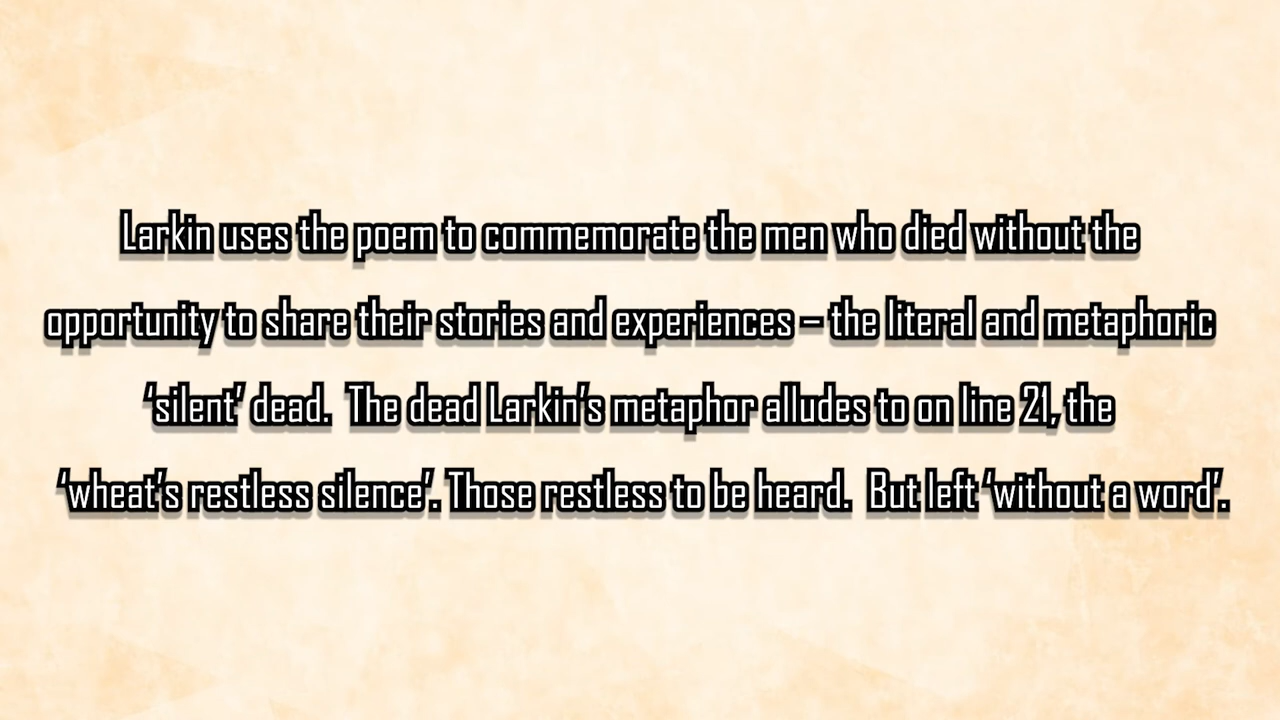 Larkin uses the poem to commemorate the men who died without the
opportunity to share their stories and experiences – the literal and metaphoric
‘silent’ dead.  The dead Larkin’s metaphor alludes to on line 21, the
‘wheat’s restless silence’. Those restless to be heard.  But left ‘without a word’.